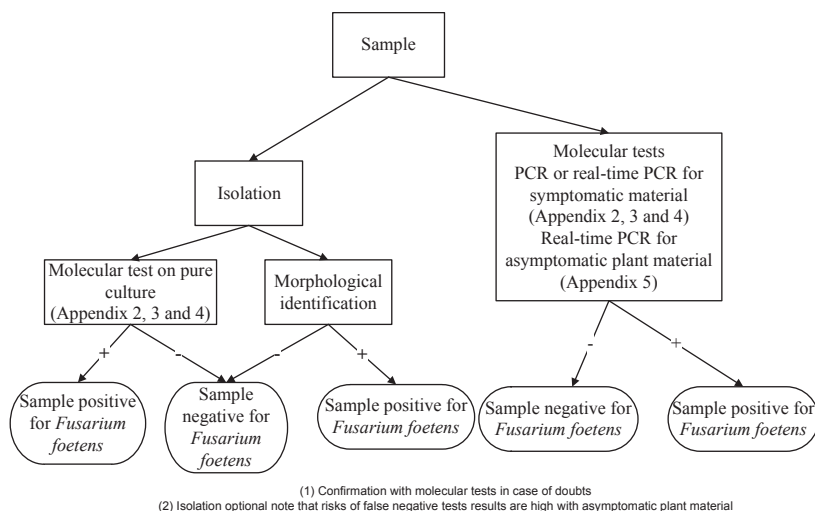 Sample
Isolation
Molecular tests
PCR or real-time PCR for
symptomatic material
(Appendix 2, 3 and 4)
Real-time PCR for
asymptomatic plant material
(Appendix 5)
Molecular test on pure
culture
(Appendix 2, 3 and 4)
Morphological
identification
+
-
-
+
-
+
Sample positive
for Fusarium
foetens
Sample
negative for
Fusarium
foetens
Sample positive for
Fusarium foetens
Sample negative for
Fusarium foetens
Sample positive for
Fusarium foetens
(1) Confirmation with molecular tests in case of doubts
(2) Isolation optional note that risks of false negative tests results are high with asymptomatic plant material